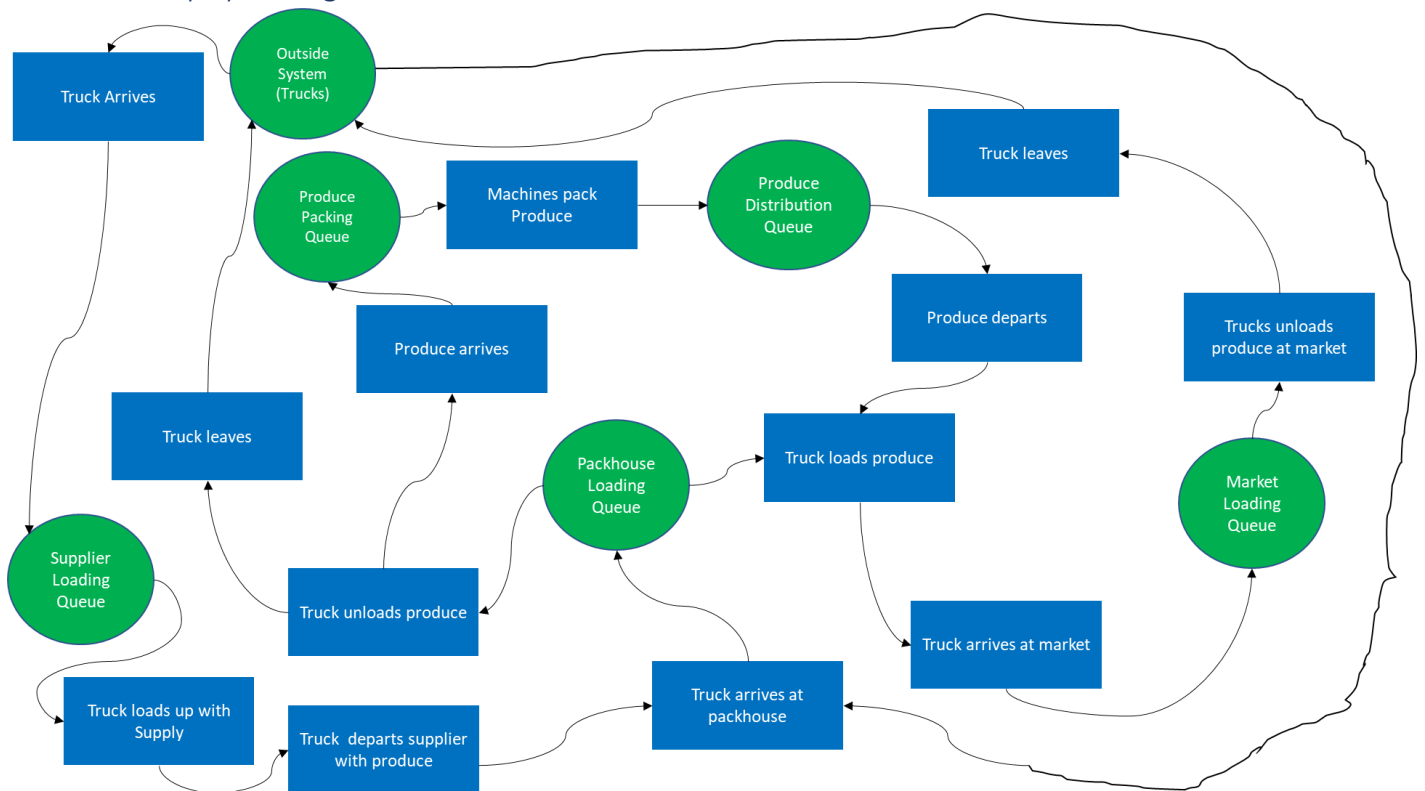 Outside
System
(Trucks)
Truck Arrives
Truck leaves
Produce
Packing
Queue
Machines pack
Produce
Produce
Distribution
Queue
Produce departs
Trucks unloads
produce at market
Produce arrives
Truck leaves
Packhouse
Loading
Queue
Truck loads produce
Market
Loading
Queue
Supplier
Loading
Queue
Truck unloads produce
Truck arrives at market
Truck loads up with
Supply
Truck  departs supplier
with produce
Truck arrives at
packhouse